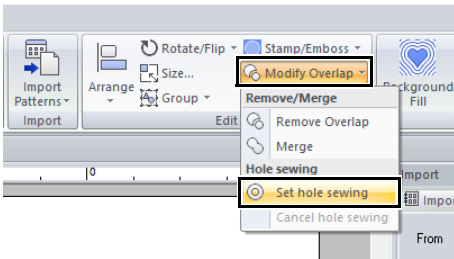 Rotate/Flip
Stamp/Emboss
Size...
Modify Overlap
Import
Patterns
Arrange
Group
Background
Fill
Import
Edit
Remove/Merge
Remove Overlap
Merge
Hole sewing
Set hole sewing
Cancel hole sewing
0
Import
Impo
From